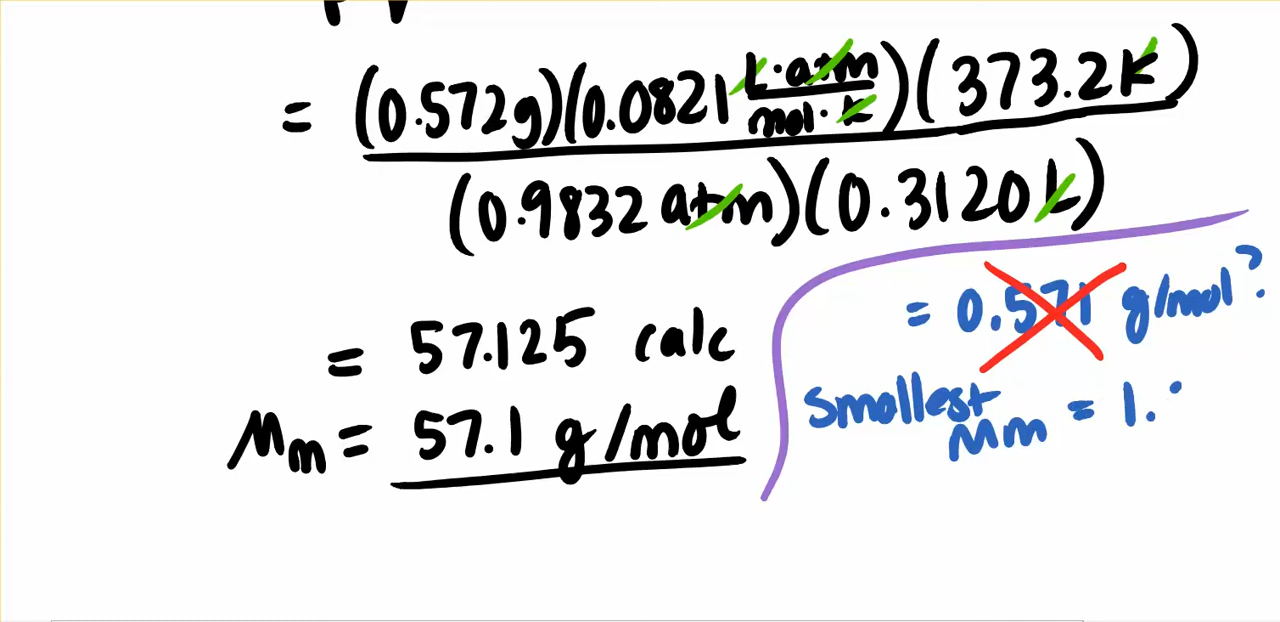 = (0.572g)(0.0821 L·atm/mol·K)(373.2K)
(0.9832 atm)(0.3120 L)
= 57.125 calc
Mm = 57.1 g/mol
= 0.571 g/mol?
Smallest
Mm = 1.